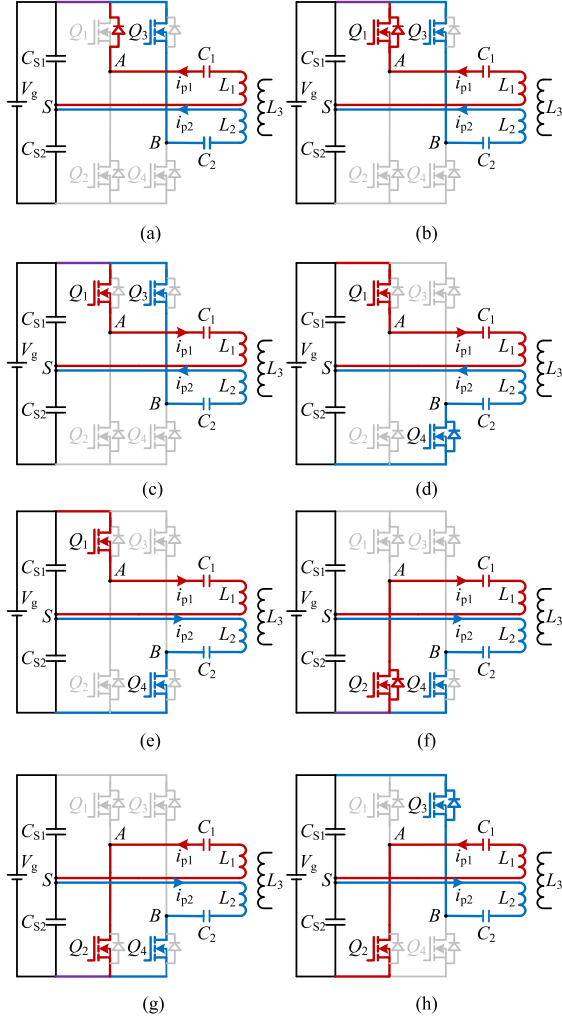 Q1 Q3 C1
CS1 A L1
Vg ip1 L3
S ip2 L2
CS2 B C2
Q2 Q4
(a)
Q1 Q3 C1
CS1 A L1
Vg ip1 L3
S ip2 L2
CS2 B C2
Q2 Q4
(b)
Q1 Q3 C1
CS1 A L1
Vg ip1 L3
S ip2 L2
CS2 B C2
Q2 Q4
(c)
Q1 Q3 C1
CS1 A L1
Vg ip1 L3
S ip2 L2
CS2 B C2
Q2 Q4
(d)
Q1 Q3 C1
CS1 A L1
Vg ip1 L3
S ip2 L2
CS2 B C2
Q2 Q4
(e)
Q1 Q3 C1
CS1 A L1
Vg ip1 L3
S ip2 L2
CS2 B C2
Q2 Q4
(f)
Q1 Q3 C1
CS1 A L1
Vg ip1 L3
S ip2 L2
CS2 B C2
Q2 Q4
(g)
Q1 Q3 C1
CS1 A L1
Vg ip1 L3
S ip2 L2
CS2 B C2
Q2 Q4
(h)